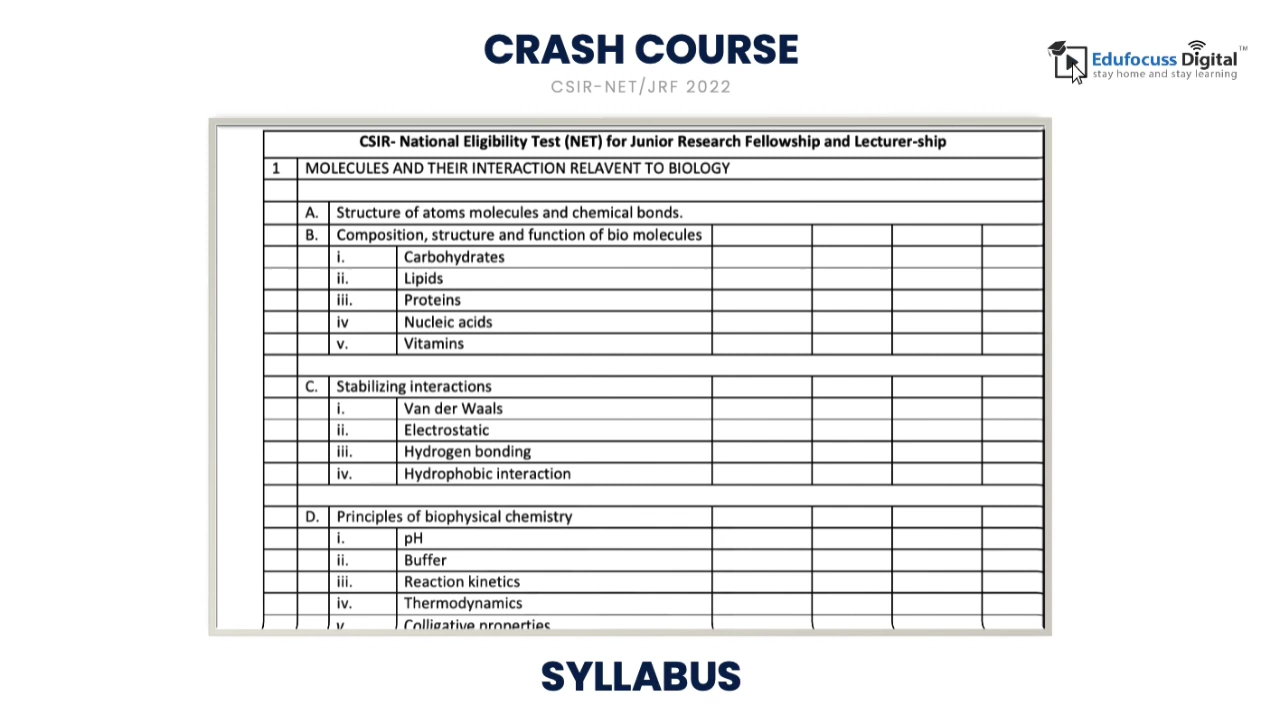 CRASH COURSE
CSIR-NET/JRF 2022
Edufocuss Digital™
stay home and stay learning
CSIR- National Eligibility Test (NET) for Junior Research Fellowship and Lecturer-ship
1 MOLECULES AND THEIR INTERACTION RELAVENT TO BIOLOGY
A. Structure of atoms molecules and chemical bonds.
B. Composition, structure and function of bio molecules
i. Carbohydrates
ii. Lipids
iii. Proteins
iv Nucleic acids
v. Vitamins
C. Stabilizing interactions
i. Van der Waals
ii. Electrostatic
iii. Hydrogen bonding
iv. Hydrophobic interaction
D. Principles of biophysical chemistry
i. pH
ii. Buffer
iii. Reaction kinetics
iv. Thermodynamics
v Colligative properties
SYLLABUS